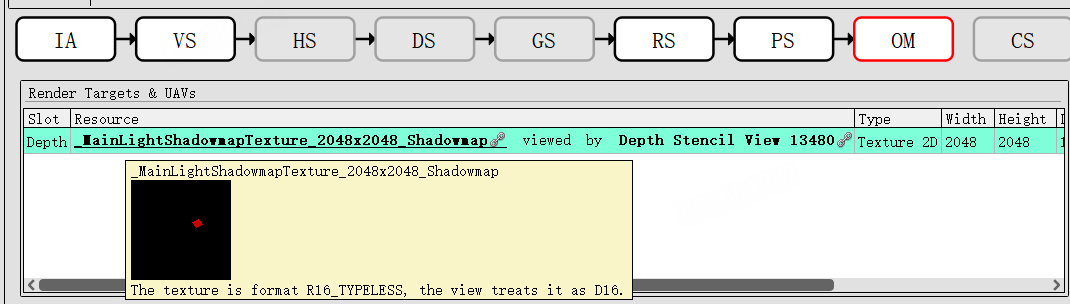 IA VS HS DS GS RS PS OM CS
Render Targets & UAVs
Slot Resource Type Width Height
Depth _MainLightShadowmapTexture_2048x2048_Shadowmap viewed by Depth Stencil View 13480 Texture 2D 2048 2048
_MainLightShadowmapTexture_2048x2048_Shadowmap
The texture is format R16_TYPELESS, the view treats it as D16.